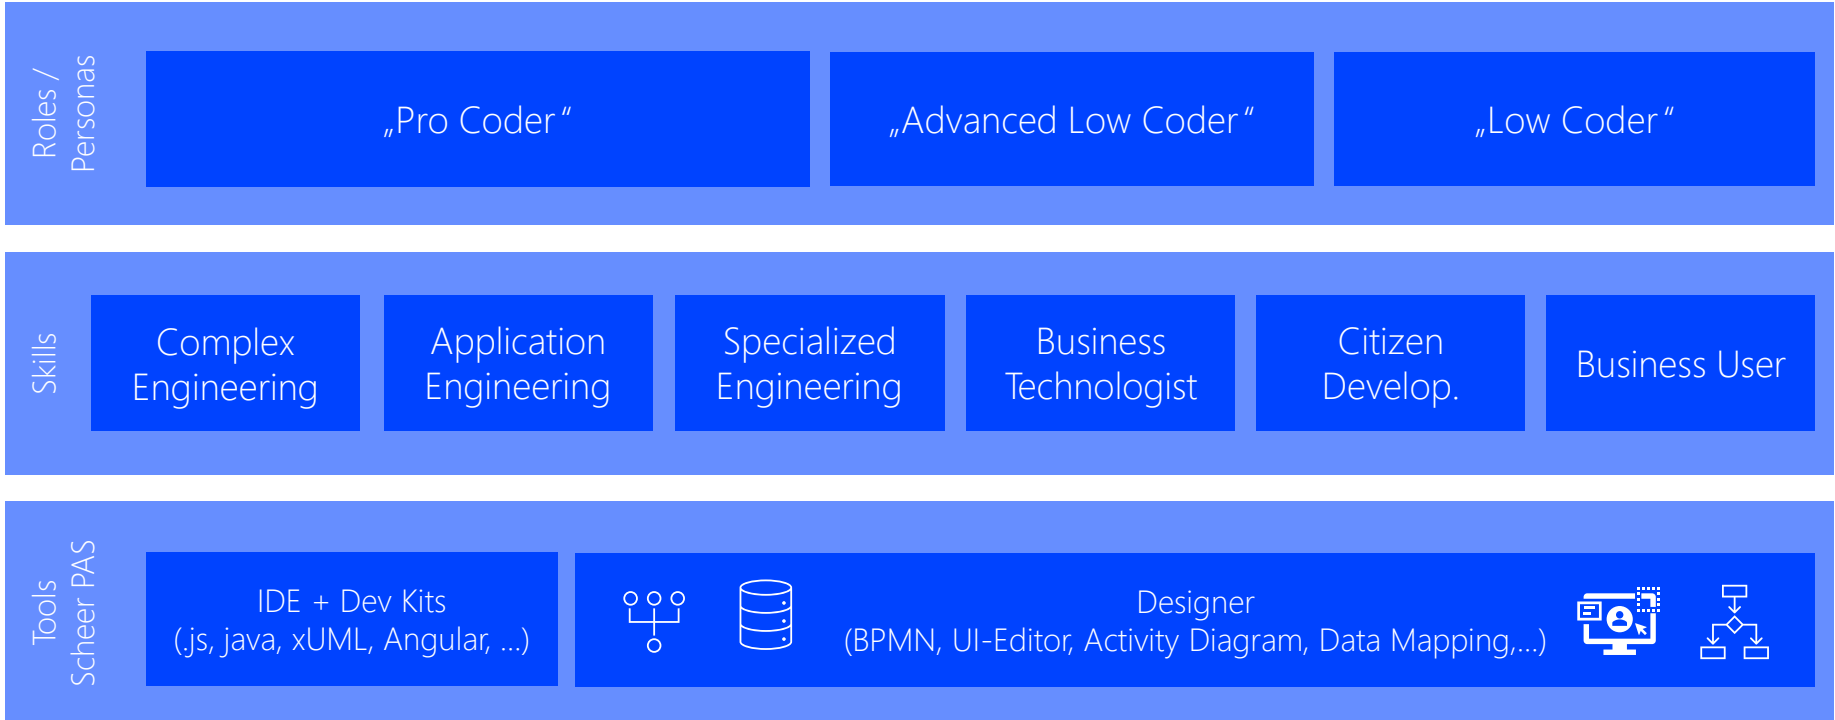 Roles /
Personas
„Pro Coder“
„Advanced Low Coder“
„Low Coder“
Skills
Complex
Engineering
Application
Engineering
Specialized
Engineering
Business
Technologist
Citizen
Develop.
Business User
Tools
Scheer PAS
IDE + Dev Kits
(.js, java, xUML, Angular, ...)
Designer
(BPMN, UI-Editor, Activity Diagram, Data Mapping,...)